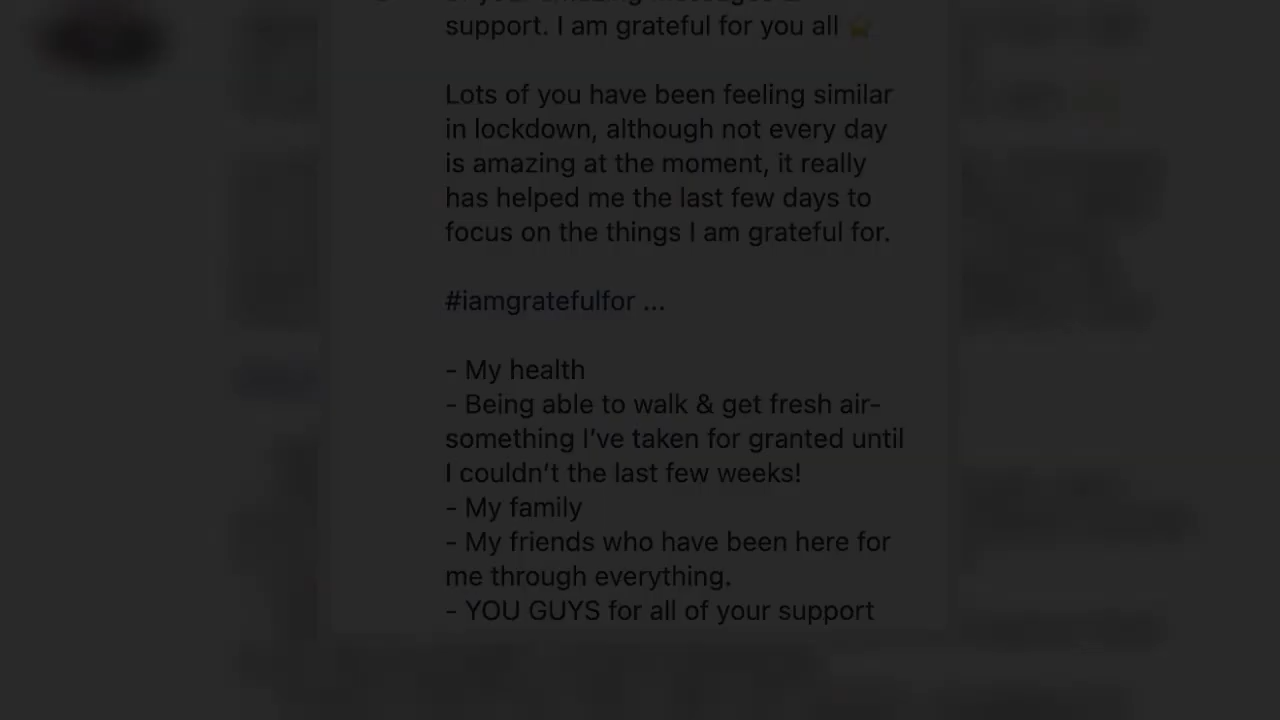 support. I am grateful for you all
Lots of you have been feeling similar
in lockdown, although not every day
is amazing at the moment, it really
has helped me the last few days to
focus on the things I am grateful for.
#iamgratefulfor ...
- My health
- Being able to walk & get fresh air-
something I’ve taken for granted until
I couldn’t the last few weeks!
- My family
- My friends who have been here for
me through everything.
- YOU GUYS for all of your support